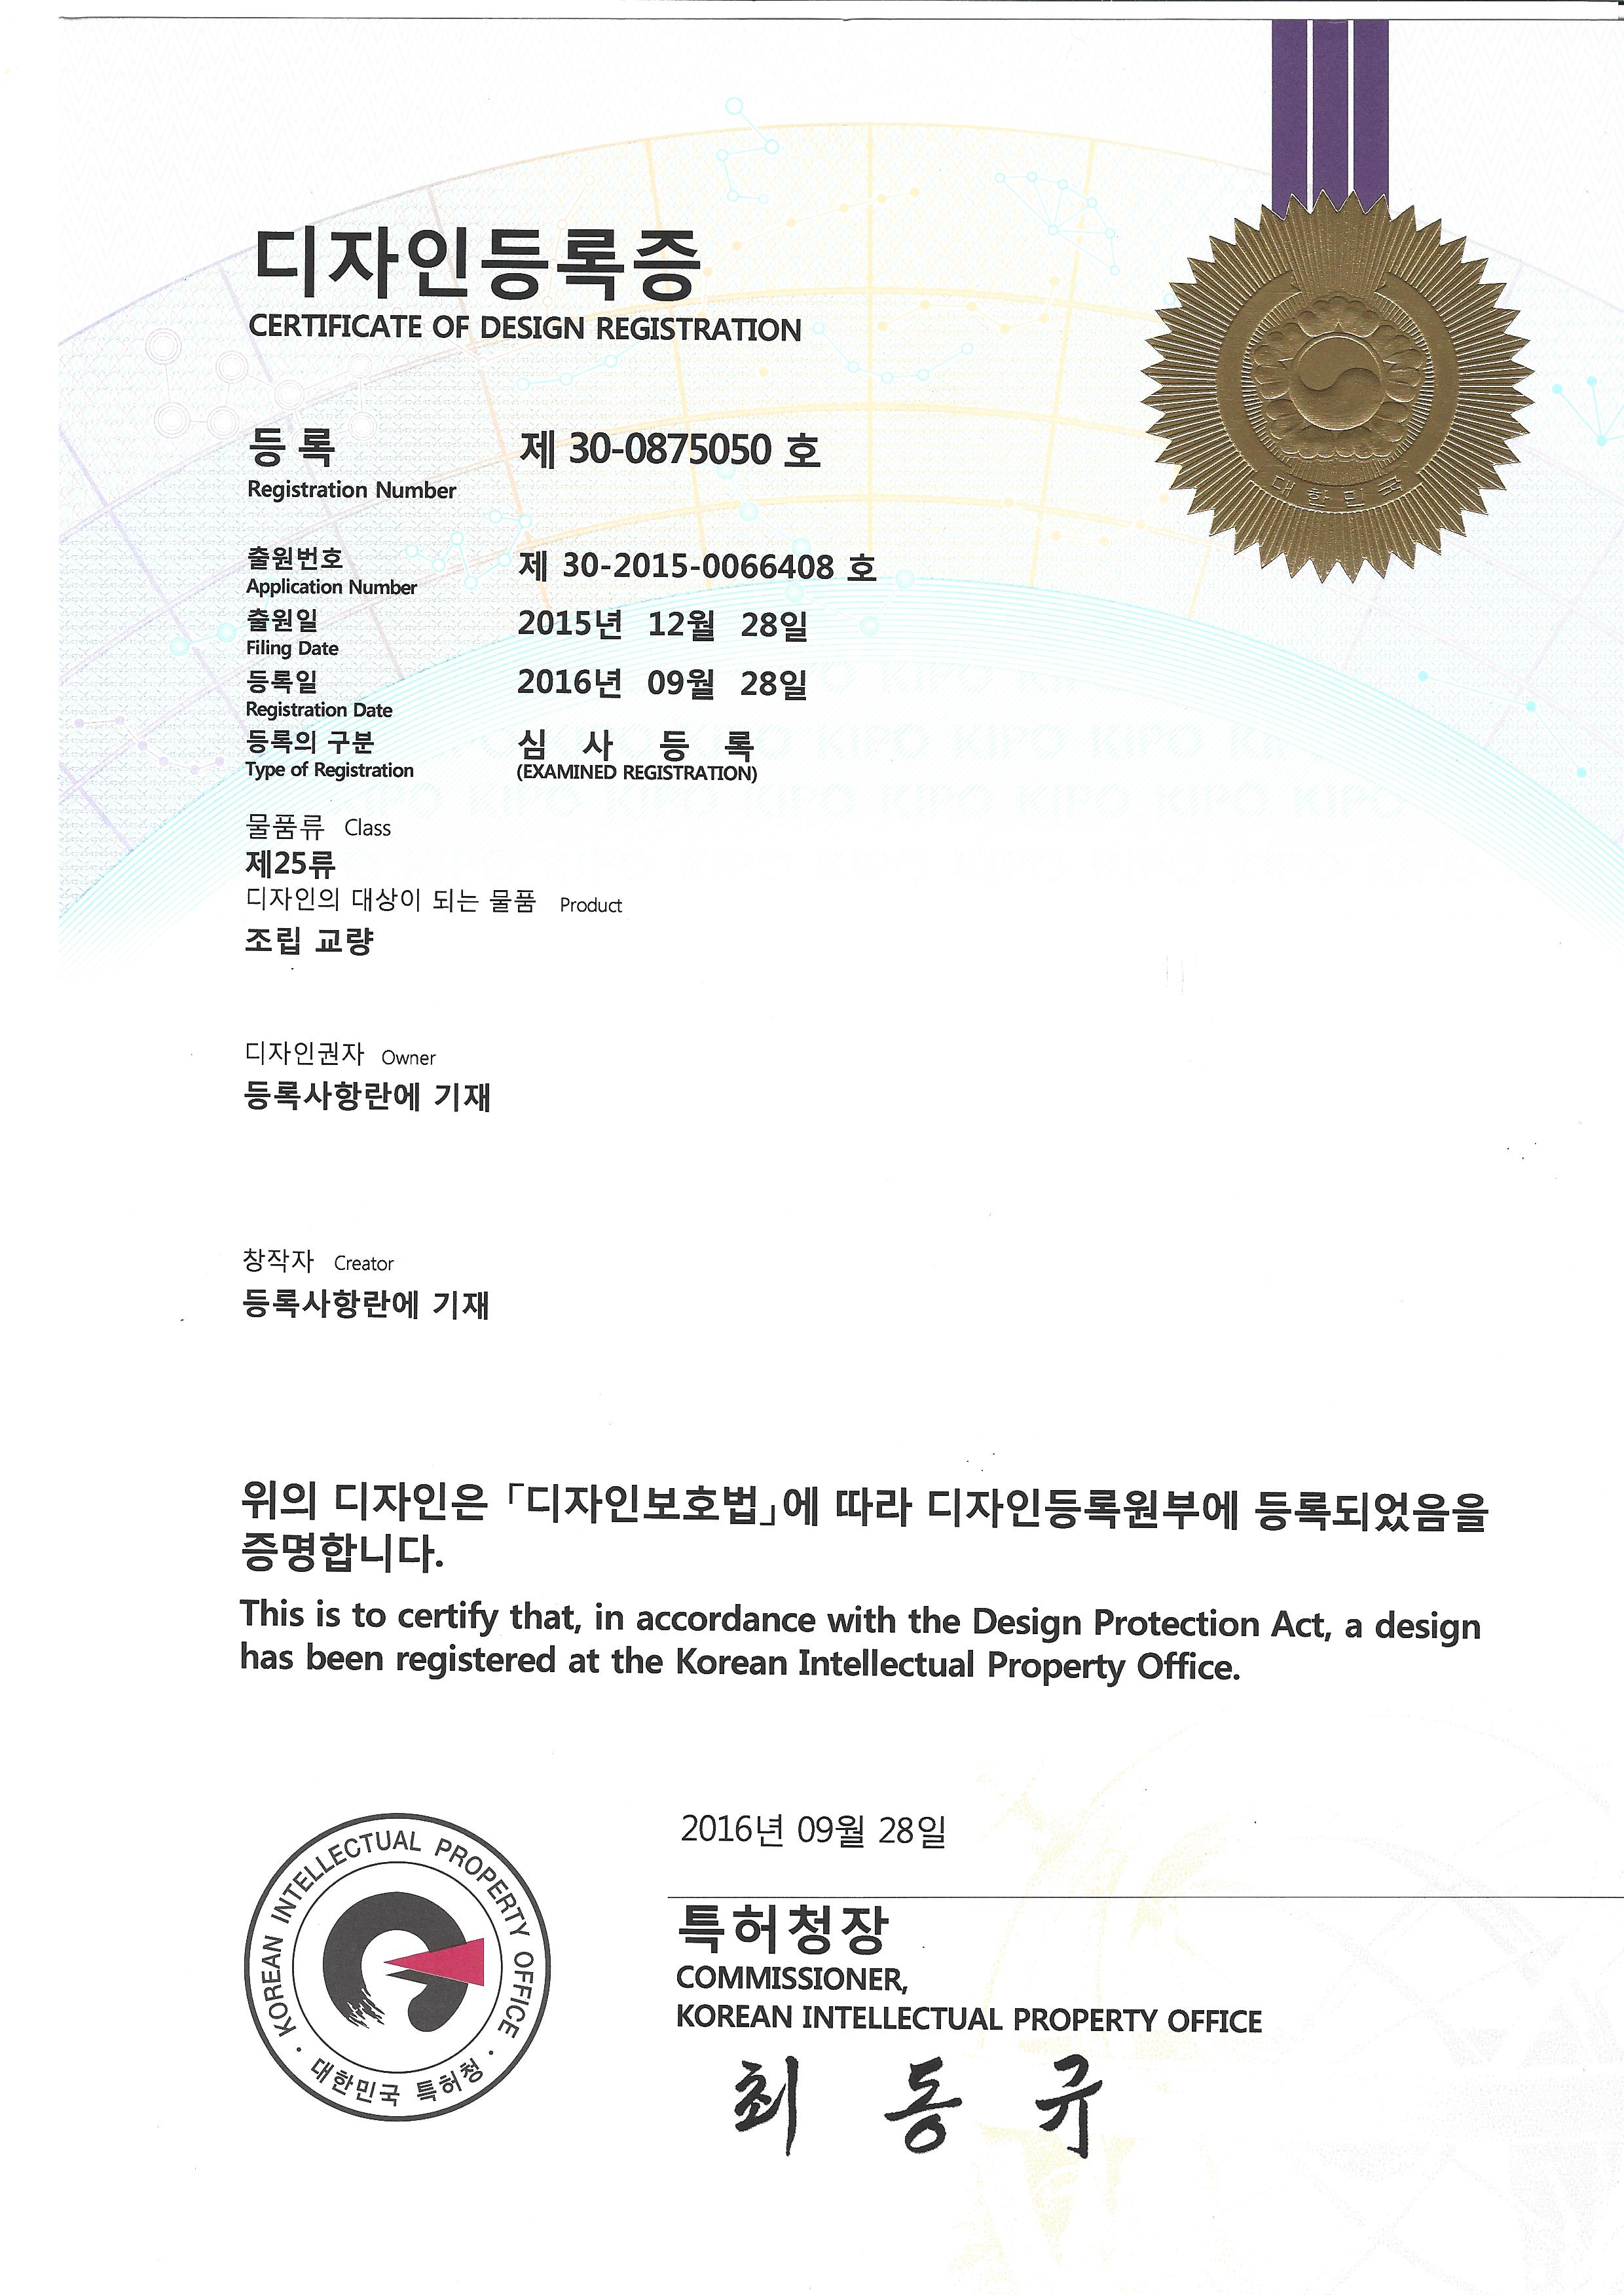 디자인등록증
CERTIFICATE OF DESIGN REGISTRATION
대한민국
등 록 제 30-0875050 호
Registration Number
출원번호 제 30-2015-0066408 호
Application Number
출원일 2015년 12월 28일
Filing Date
등록일 2016년 09월 28일
Registration Date
등록의 구분 심 사 등 록
Type of Registration (EXAMINED REGISTRATION)
물품류 Class
제25류
디자인의 대상이 되는 물품 Product
조립 교량
디자인권자 Owner
등록사항란에 기재
창작자 Creator
등록사항란에 기재
위의 디자인은 「디자인보호법」에 따라 디자인등록원부에 등록되었음을
증명합니다.
This is to certify that, in accordance with the Design Protection Act, a design
has been registered at the Korean Intellectual Property Office.
2016년 09월 28일
특허청장
COMMISSIONER,
KOREAN INTELLECTUAL PROPERTY OFFICE
최 동 규
KOREAN INTELLECTUAL PROPERTY OFFICE
대한민국 특허청